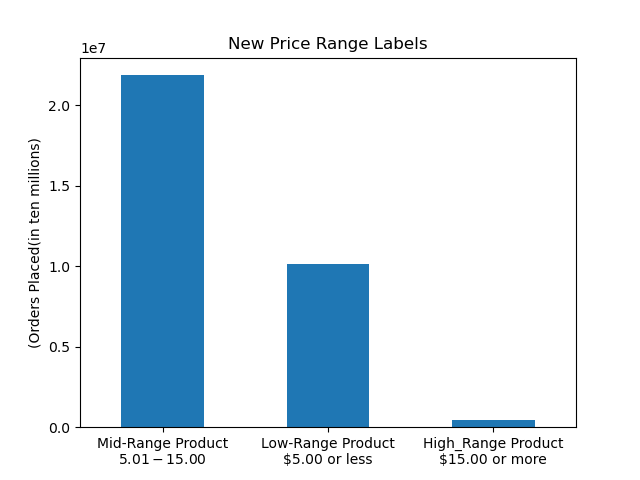 New Price Range Labels
1e7
2.0
1.5
1.0
0.5
0.0
(Orders Placed(in ten millions)
Mid-Range Product
5.01 − 15.00
Low-Range Product
$5.00 or less
High_Range Product
$15.00 or more